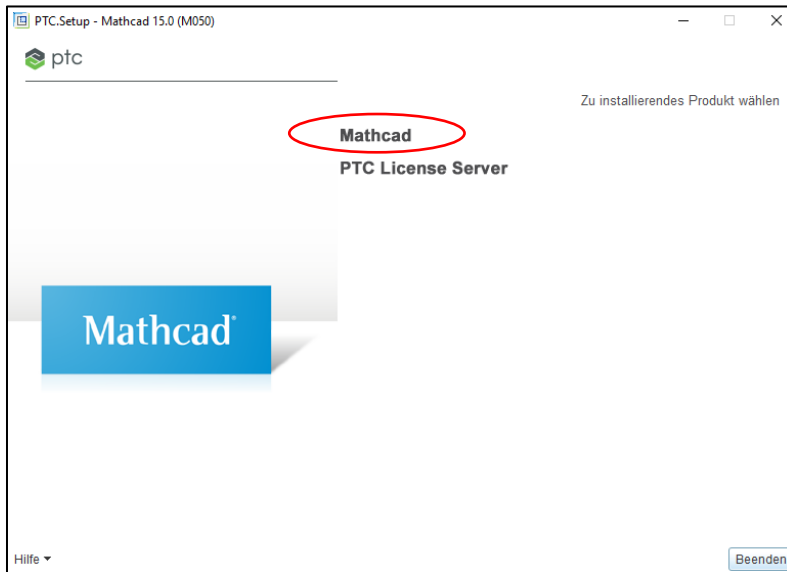 PTC.Setup - Mathcad 15.0 (M050)
ptc
Zu installierendes Produkt wählen
Mathcad
PTC License Server
Mathcad®
Hilfe
Beenden